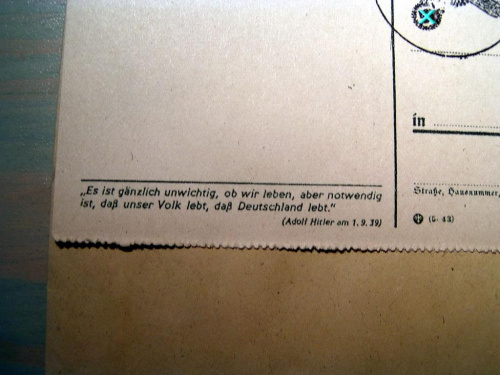 „Es ist gänzlich unwichtig, ob wir leben, aber notwendig
ist, daß unser Volk lebt, daß Deutschland lebt.“
(Adolf Hitler am 1. 9. 39)
in
Straße, Hausnummer,
(6. 43)